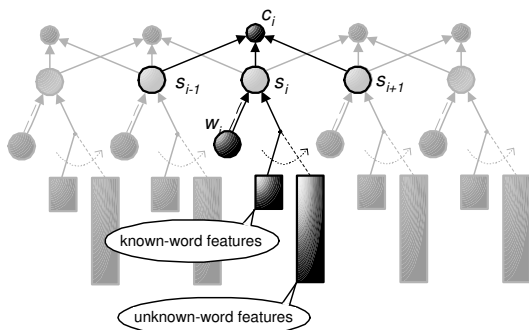 c_i
s_{i-1} s_i s_{i+1}
w_i
known-word features
unknown-word features